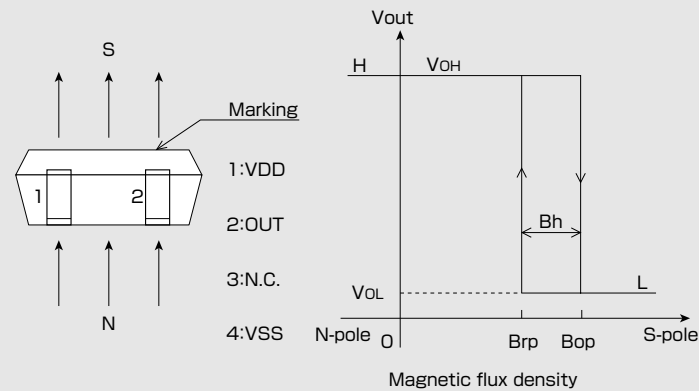 S
Marking
1
2
N
1:VDD
2:OUT
3:N.C.
4:VSS
Vout
H
VOH
Bh
VOL
L
N-pole
0
Brp
Bop
S-pole
Magnetic flux density